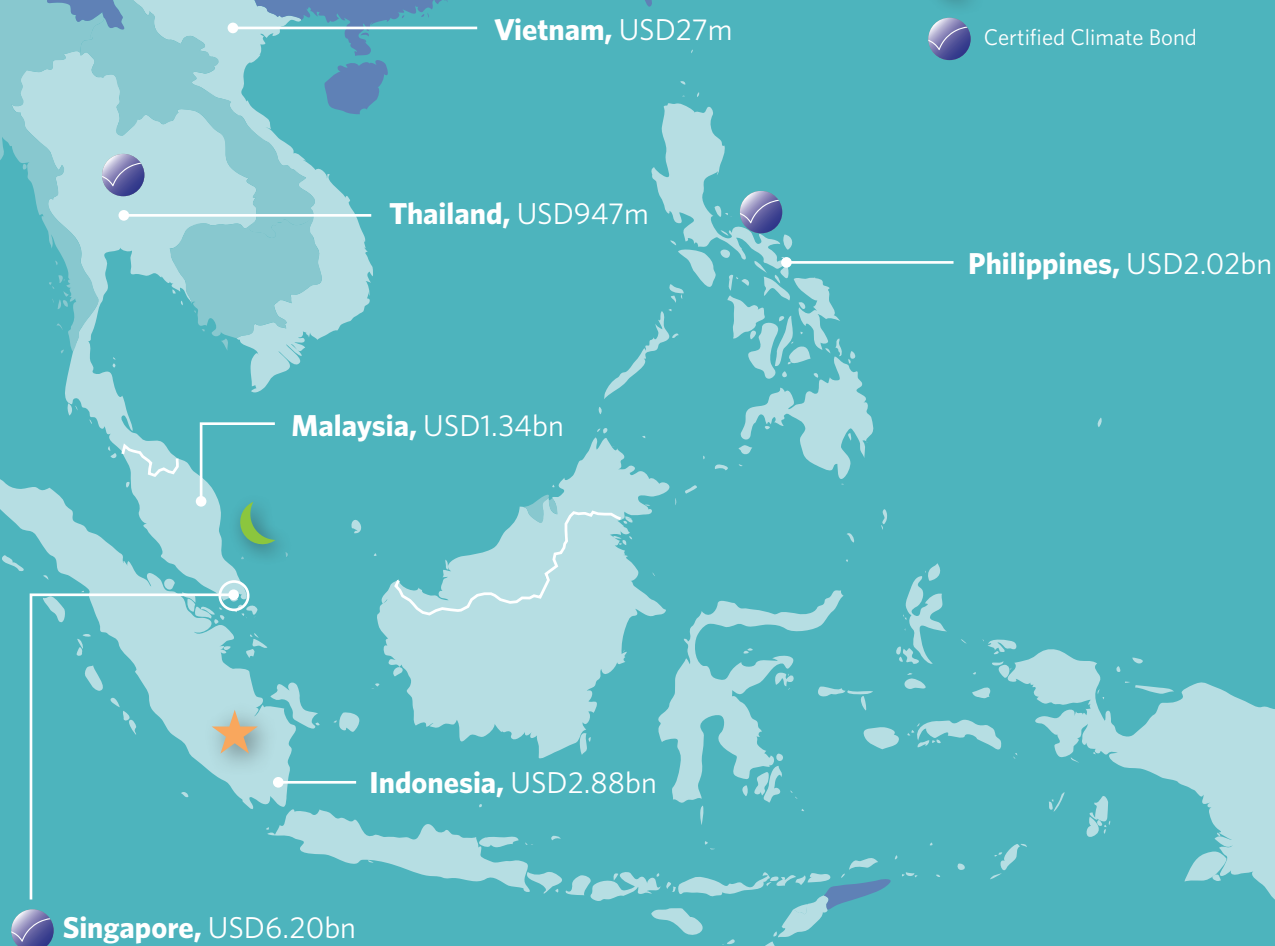 Vietnam, USD27m
Certified Climate Bond
Thailand, USD947m
Philippines, USD2.02bn
Malaysia, USD1.34bn
Indonesia, USD2.88bn
Singapore, USD6.20bn